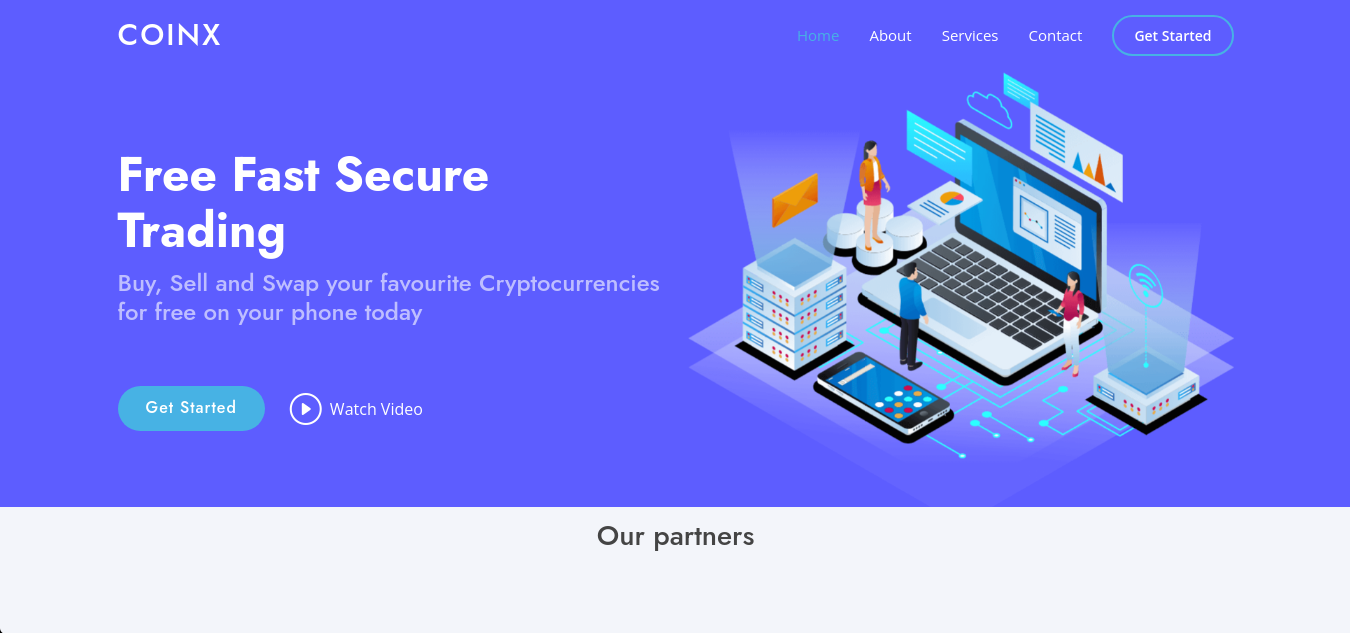 COINX
Home
About
Services
Contact
Get Started
Free Fast Secure
Trading
Buy, Sell and Swap your favourite Cryptocurrencies
for free on your phone today
Get Started
Watch Video
Our partners